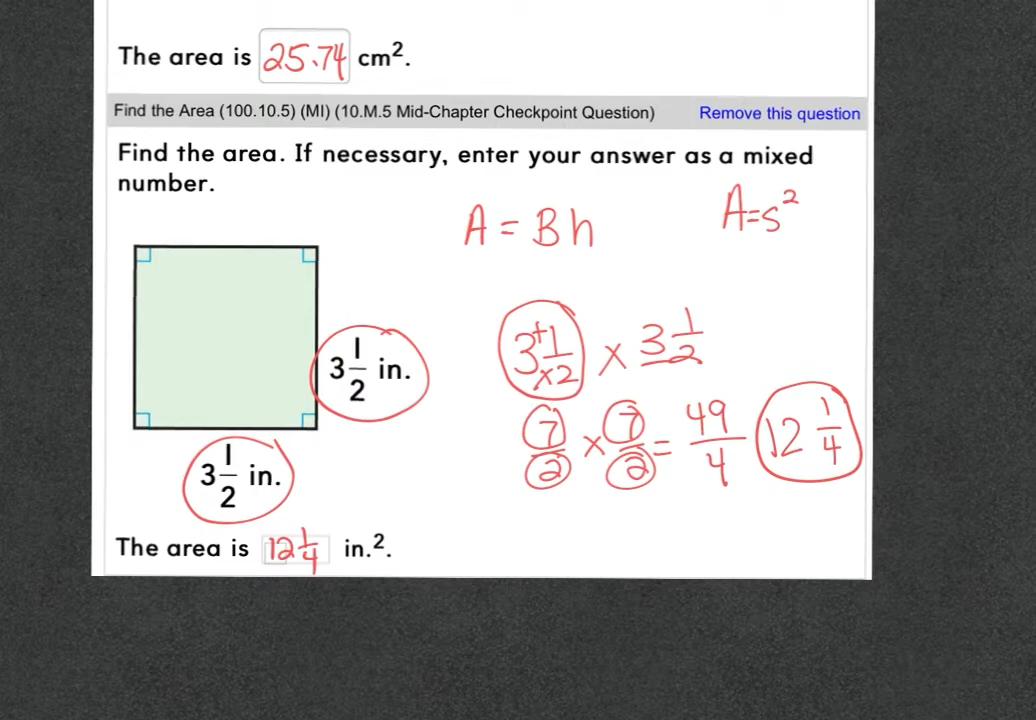 The area is 25.74 cm².
Find the Area (100.10.5) (MI) (10.M.5 Mid-Chapter Checkpoint Question) Remove this question
Find the area. If necessary, enter your answer as a mixed
number.
A = Bh A=s²
3 1/2 in.
3 1/2 in.
3 + 1/×2 × 3 1/2
7/2 × 7/2 = 49/4 12 1/4
The area is 12 1/4 in.².